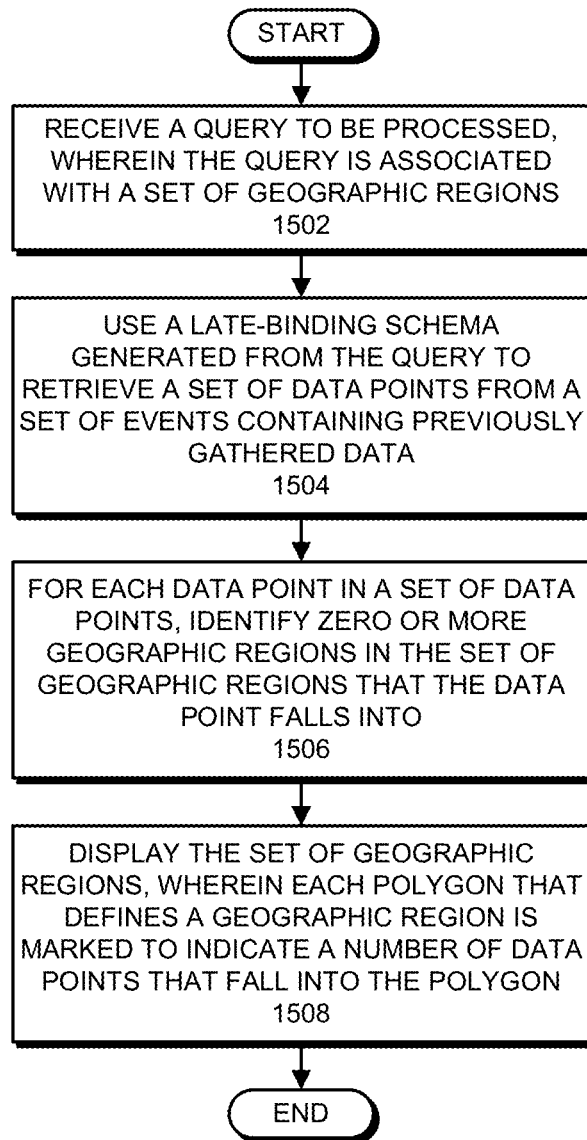 START
RECEIVE A QUERY TO BE PROCESSED,
WHEREIN THE QUERY IS ASSOCIATED
WITH A SET OF GEOGRAPHIC REGIONS
1502
USE A LATE-BINDING SCHEMA
GENERATED FROM THE QUERY TO
RETRIEVE A SET OF DATA POINTS FROM A
SET OF EVENTS CONTAINING PREVIOUSLY
GATHERED DATA
1504
FOR EACH DATA POINT IN A SET OF DATA
POINTS, IDENTIFY ZERO OR MORE
GEOGRAPHIC REGIONS IN THE SET OF
GEOGRAPHIC REGIONS THAT THE DATA
POINT FALLS INTO
1506
DISPLAY THE SET OF GEOGRAPHIC
REGIONS, WHEREIN EACH POLYGON THAT
DEFINES A GEOGRAPHIC REGION IS
MARKED TO INDICATE A NUMBER OF DATA
POINTS THAT FALL INTO THE POLYGON
1508
END